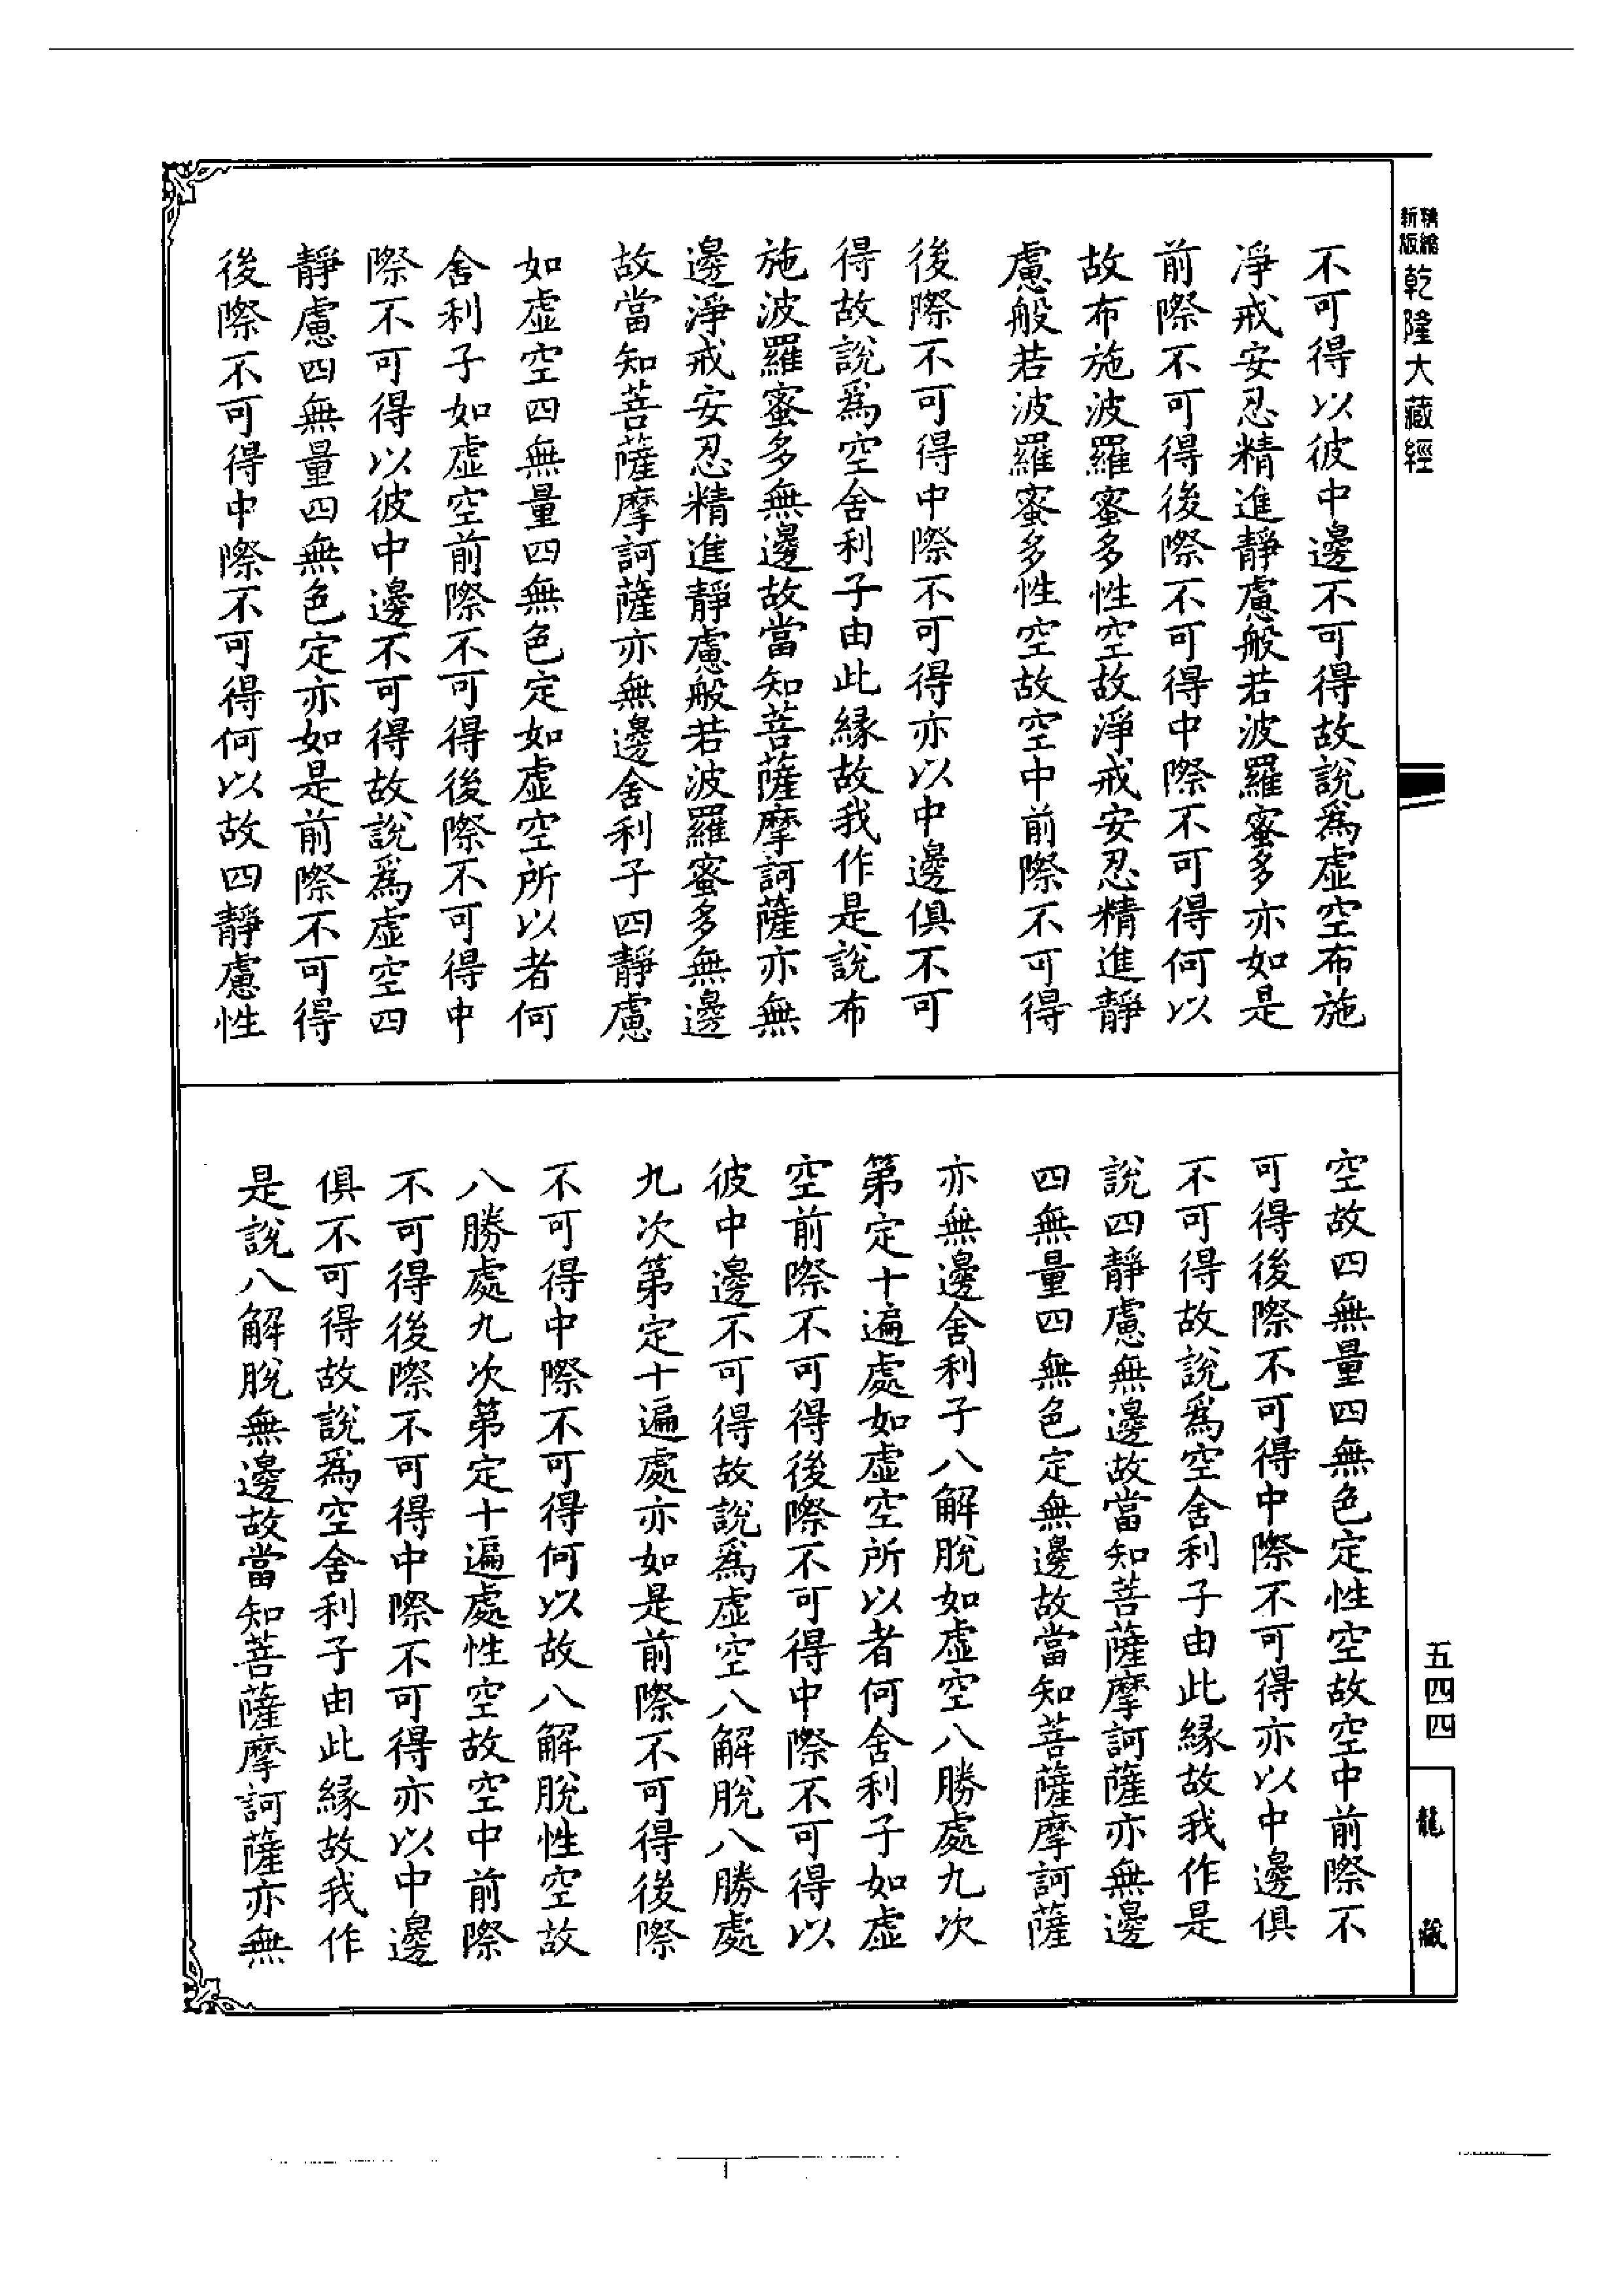 新版精縮乾隆大藏經
不可得以彼中邊不可得故說爲虛空布施
淨戒安忍精進靜慮般若波羅蜜多亦如是
前際不可得後際不可得中際不可得何以
故布施波羅蜜多性空故淨戒安忍精進靜
慮般若波羅蜜多性空故空中前際不可得
後際不可得中際不可得亦以中邊俱不可
得故說爲空舍利子由此緣故我作是說布
施波羅蜜多無邊故當知菩薩摩訶薩亦無
邊淨戒安忍精進靜慮般若波羅蜜多無邊
故當知菩薩摩訶薩亦無邊舍利子四靜慮
如虛空四無量四無色定如虛空所以者何
舍利子如虛空前際不可得後際不可得中
際不可得以彼中邊不可得故說爲虛空四
靜慮四無量四無色定亦如是前際不可得
後際不可得中際不可得何以故四靜慮性
空故四無量四無色定性空故空中前際不
可得後際不可得中際不可得亦以中邊俱
不可得故說爲空舍利子由此緣故我作是
說四靜慮無邊故當知菩薩摩訶薩亦無邊
四無量四無色定無邊故當知菩薩摩訶薩
亦無邊舍利子八解脫如虛空八勝處九次
第定十遍處如虛空所以者何舍利子如虛
空前際不可得後際不可得中際不可得以
彼中邊不可得故說爲虛空八解脫八勝處
九次第定十遍處亦如是前際不可得後際
不可得中際不可得何以故八解脫性空故
八勝處九次第定十遍處性空故空中前際
不可得後際不可得中際不可得亦以中邊
俱不可得故說爲空舍利子由此緣故我作
是說八解脫無邊故當知菩薩摩訶薩亦無
五四四
龍藏